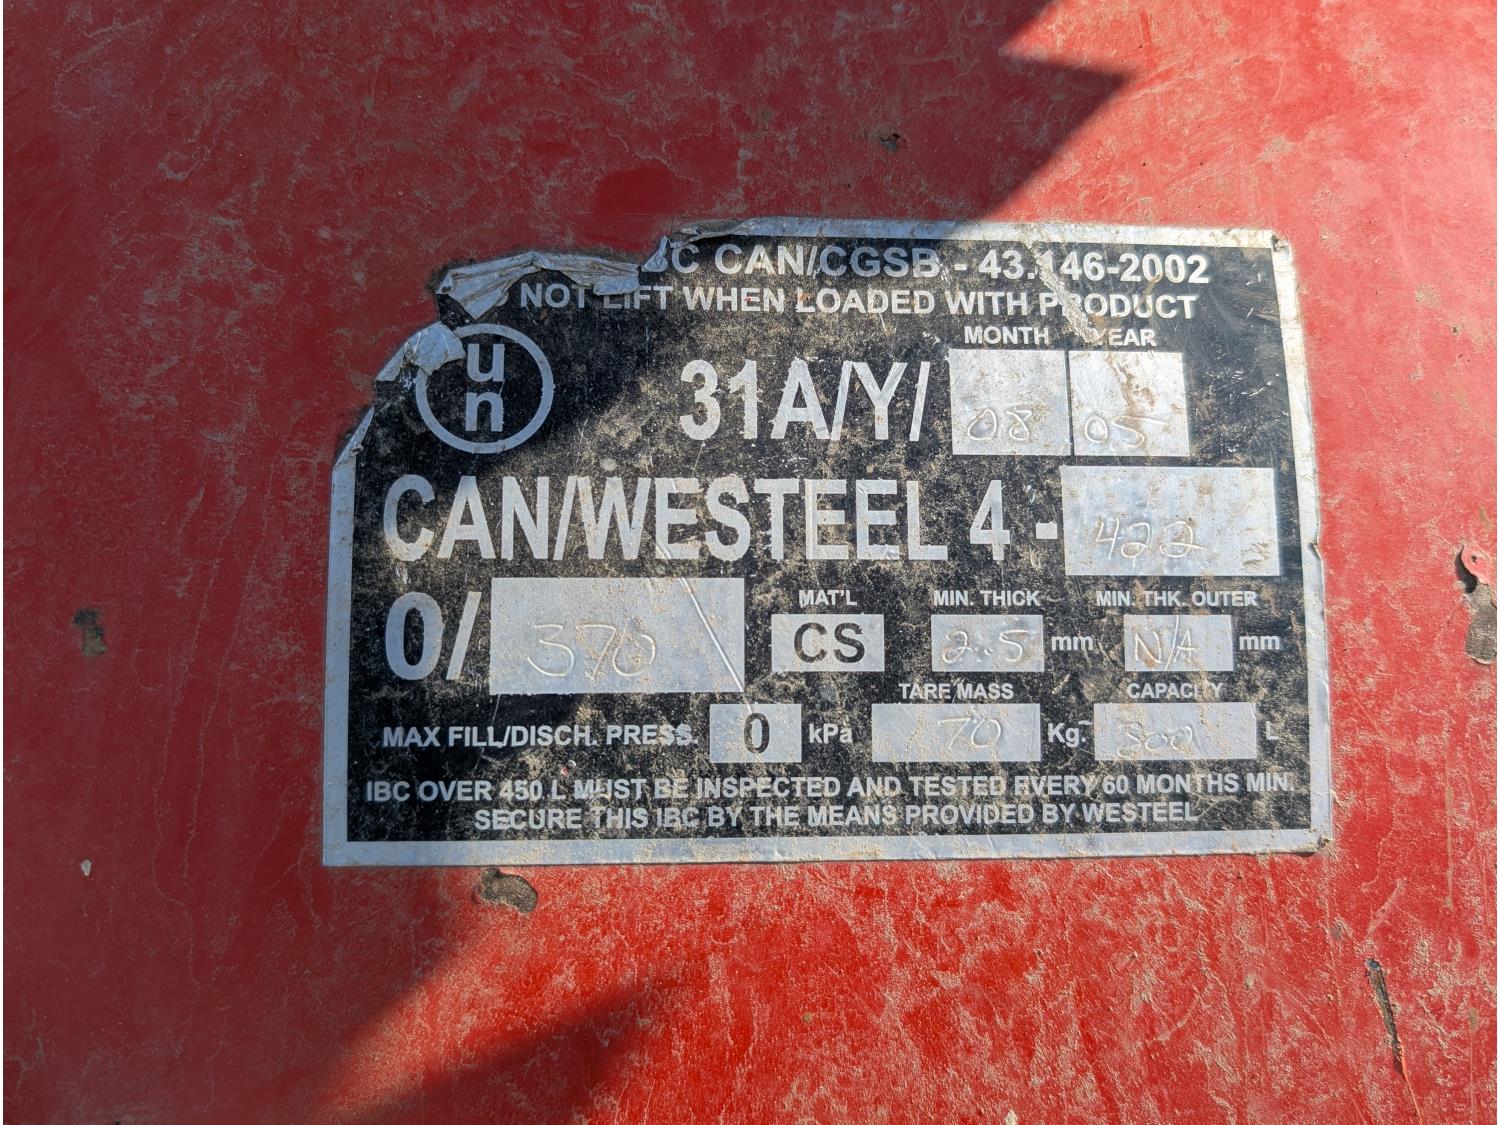 BC CAN/CGSB - 43.146-2002
NOT LIFT WHEN LOADED WITH PRODUCT
MONTH YEAR
un 31A/Y/ 08 05
CAN/WESTEEL 4 - 422
0/ 370
MAT'L MIN. THICK MIN. THK. OUTER
CS 2.5 mm N/A mm
TARE MASS CAPACITY
MAX FILL/DISCH. PRESS. 0 kPa 70 Kg. L
IBC OVER 450 L MUST BE INSPECTED AND TESTED EVERY 60 MONTHS MIN.
SECURE THIS IBC BY THE MEANS PROVIDED BY WESTEEL